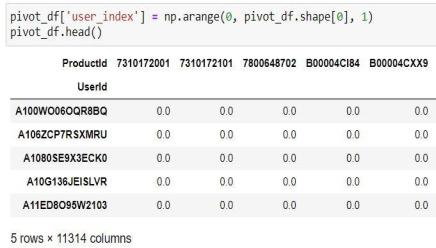 pivot_df['user_index'] = np.arange(0, pivot_df.shape[0], 1)
pivot_df.head()
ProductId 7310172001 7310172101 7800648702 B00004CI84 B00004CXX9
UserId
A100WO06OQR8BQ 0.0 0.0 0.0 0.0 0.0
A106ZCP7RSXMRU 0.0 0.0 0.0 0.0 0.0
A1080SE9X3ECK0 0.0 0.0 0.0 0.0 0.0
A10G136JEISLVR 0.0 0.0 0.0 0.0 0.0
A11ED8O95W2103 0.0 0.0 0.0 0.0 0.0
5 rows × 11314 columns